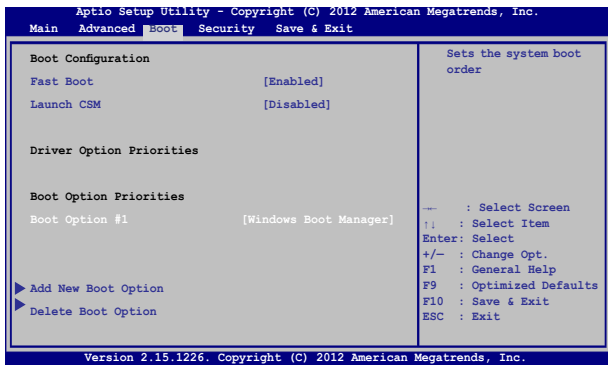 Aptio Setup Utility - Copyright (C) 2012 American Megatrends, Inc.
Main Advanced Boot Security Save & Exit
Boot Configuration
Fast Boot [Enabled]
Launch CSM [Disabled]
Driver Option Priorities
Boot Option Priorities
Boot Option #1 [Windows Boot Manager]
Add New Boot Option
Delete Boot Option
Sets the system boot
order
→← : Select Screen
↑↓ : Select Item
Enter: Select
+/— : Change Opt.
F1 : General Help
F9 : Optimized Defaults
F10 : Save & Exit
ESC : Exit
Version 2.15.1226. Copyright (C) 2012 American Megatrends, Inc.